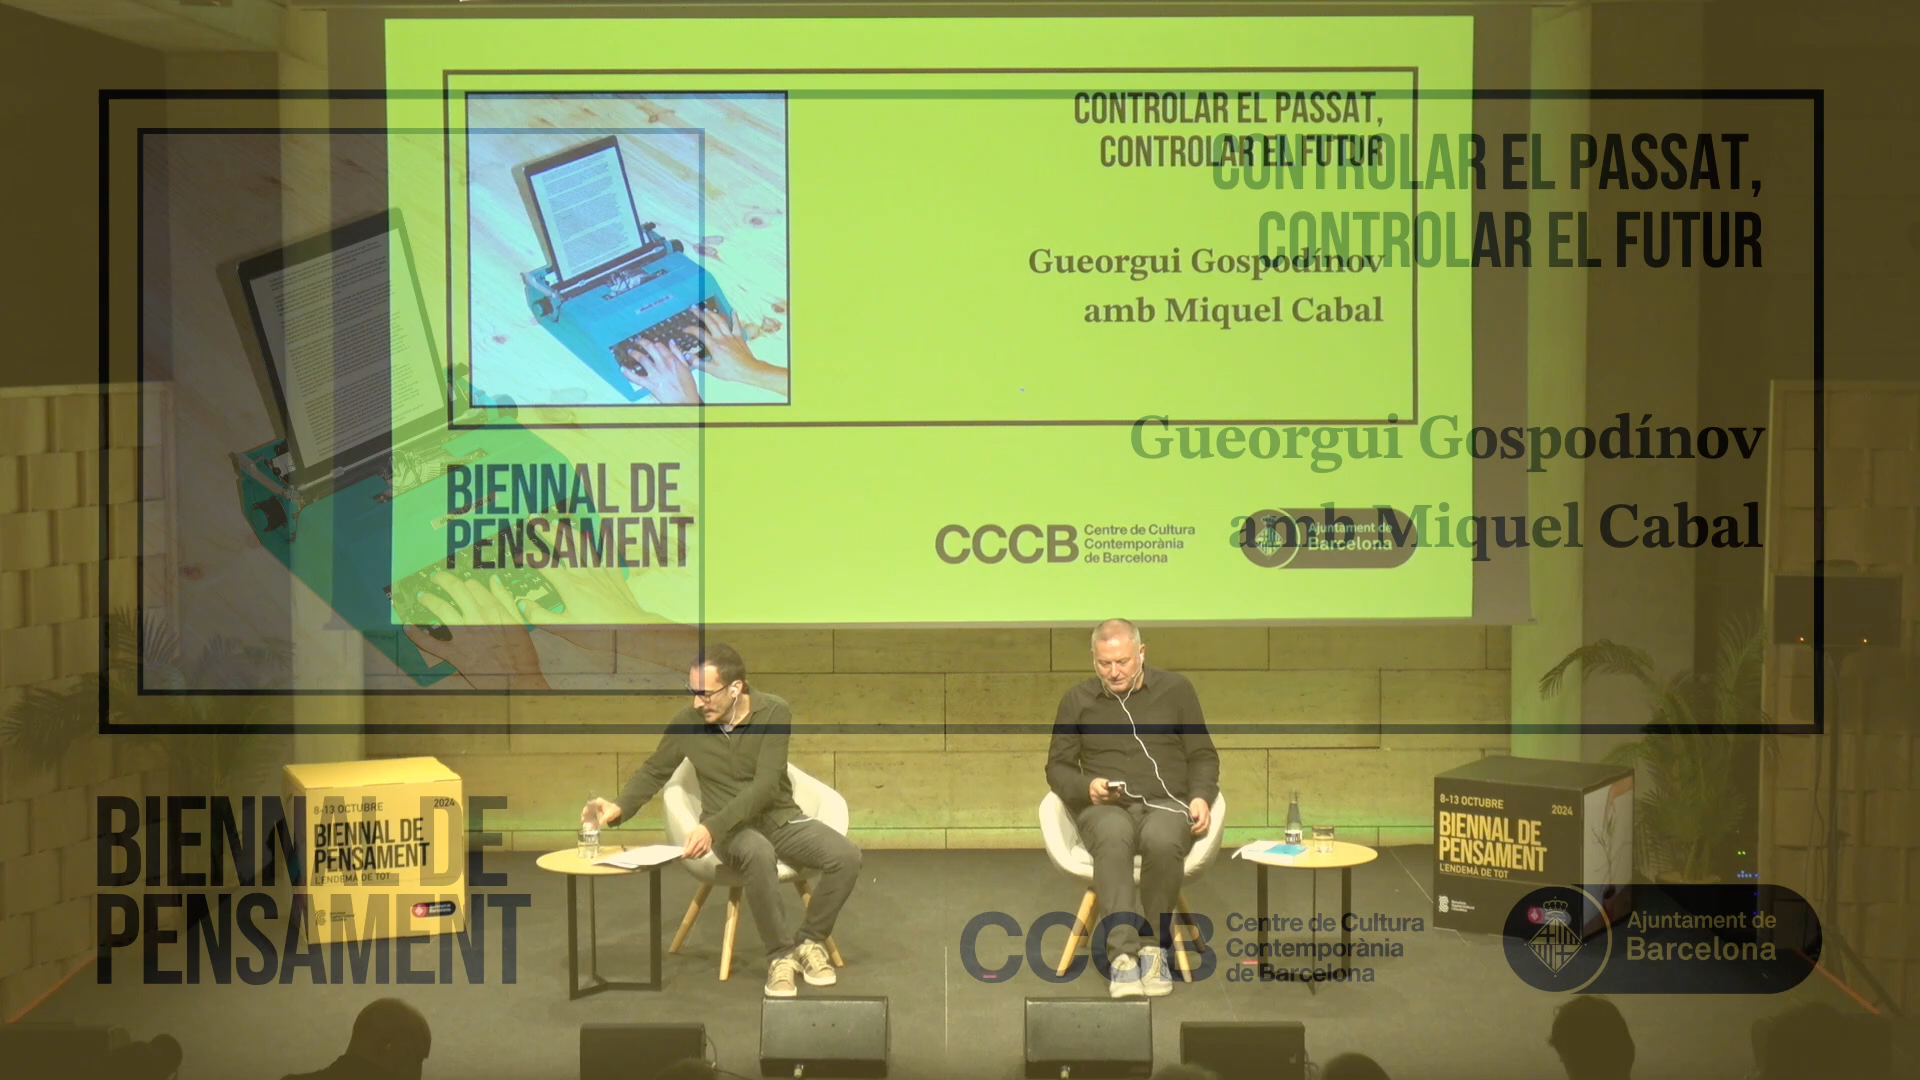 CONTROLAR EL PASSAT,
CONTROLAR EL FUTUR
Gueorgui Gospodínov
amb Miquel Cabal
BIENNAL DE
PENSAMENT
CCCB
Centre de Cultura
Contemporània
de Barcelona
Ajuntament de
Barcelona
CONTROLAR EL PASSAT,
CONTROLAR EL FUTUR
Gueorgui Gospodínov
amb Miquel Cabal
BIENNAL DE
PENSAMENT
CCCB
Centre de Cultura
Contemporània
de Barcelona
Ajuntament de
Barcelona
8-13 OCTUBRE 2024
BIENNAL DE
PENSAMENT
L'ENDEMÀ DE TOT
8-13 OCTUBRE 2024
BIENNAL DE
PENSAMENT
L'ENDEMÀ DE TOT